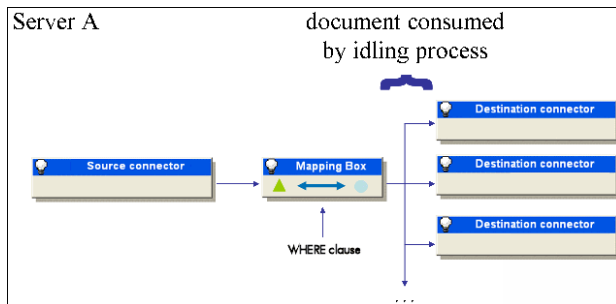 Server A
document consumed
by idling process
Destination connector
Source connector
Mapping Box
Destination connector
Destination connector
WHERE clause
...